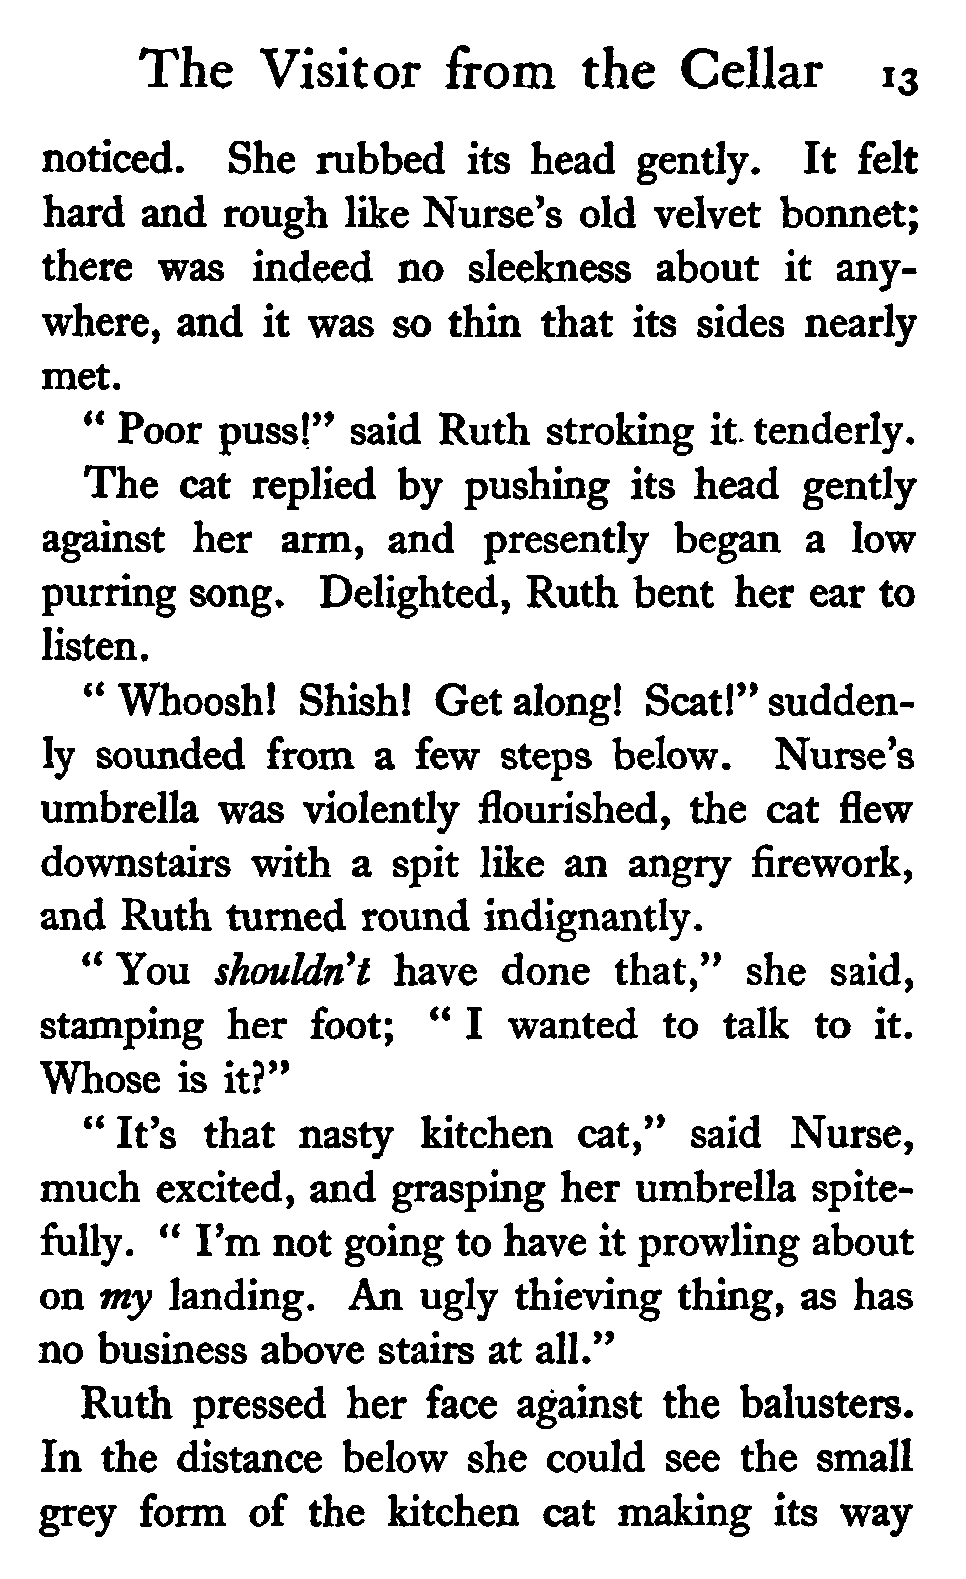 The Visitor from the Cellar 13
noticed. She rubbed its head gently. It felt
hard and rough like Nurse's old velvet bonnet;
there was indeed no sleekness about it any-
where, and it was so thin that its sides nearly
met.
" Poor puss!" said Ruth stroking it tenderly.
The cat replied by pushing its head gently
against her arm, and presently began a low
purring song. Delighted, Ruth bent her ear to
listen.
" Whoosh! Shish! Get along! Scat!" sudden-
ly sounded from a few steps below. Nurse's
umbrella was violently flourished, the cat flew
downstairs with a spit like an angry firework,
and Ruth turned round indignantly.
" You shouldn't have done that," she said,
stamping her foot; " I wanted to talk to it.
Whose is it?"
" It's that nasty kitchen cat," said Nurse,
much excited, and grasping her umbrella spite-
fully. " I'm not going to have it prowling about
on my landing. An ugly thieving thing, as has
no business above stairs at all."
Ruth pressed her face against the balusters.
In the distance below she could see the small
grey form of the kitchen cat making its way